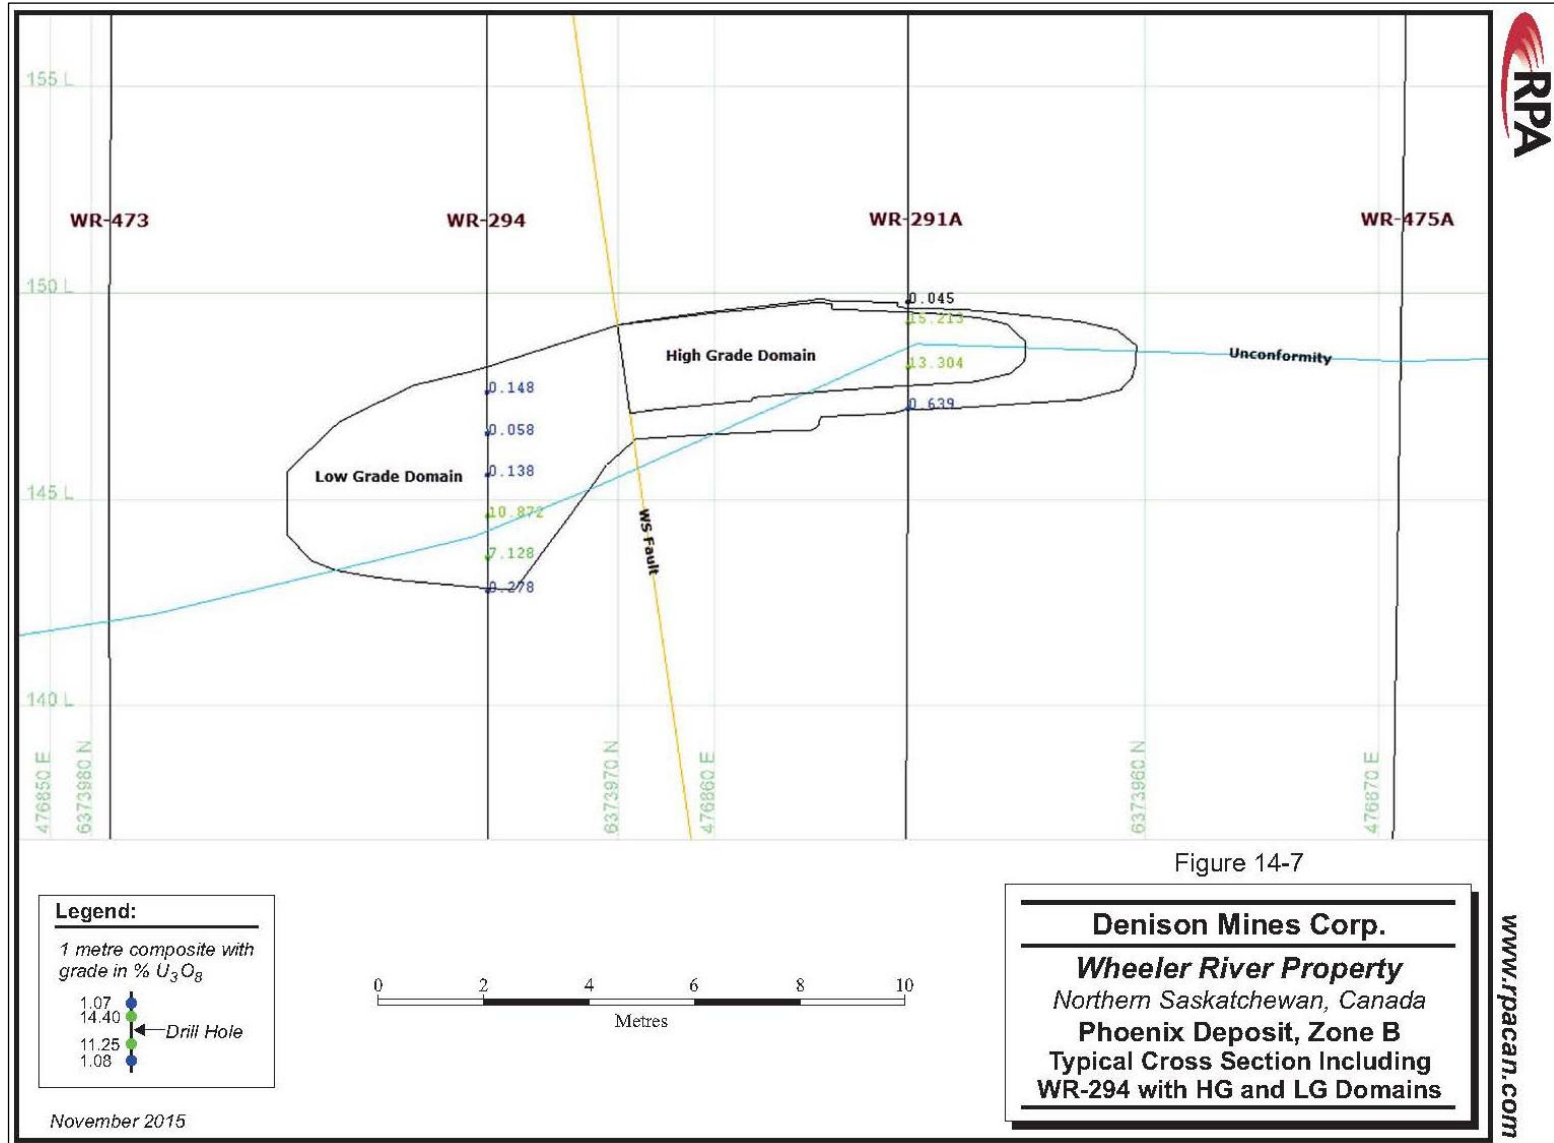 155 L
WR-473
WR-294
WR-291A
WR-475A
150 L
0.045
15.213
High Grade Domain
13.304
Unconformity
0.148
0.639
0.058
Low Grade Domain
0.138
145 L
10.872
7.128
WS Fault
0.278
140 L
476850 E
6373980 N
6373970 N
476860 E
6373960 N
476870 E
RPA
www.rpacan.com
Figure 14-7
Legend:
1 metre composite with
grade in % U3O8
1.07
14.40
Drill Hole
11.25
1.08
0 2 4 6 8 10
Metres
Denison Mines Corp.
Wheeler River Property
Northern Saskatchewan, Canada
Phoenix Deposit, Zone B
Typical Cross Section Including
WR-294 with HG and LG Domains
November 2015